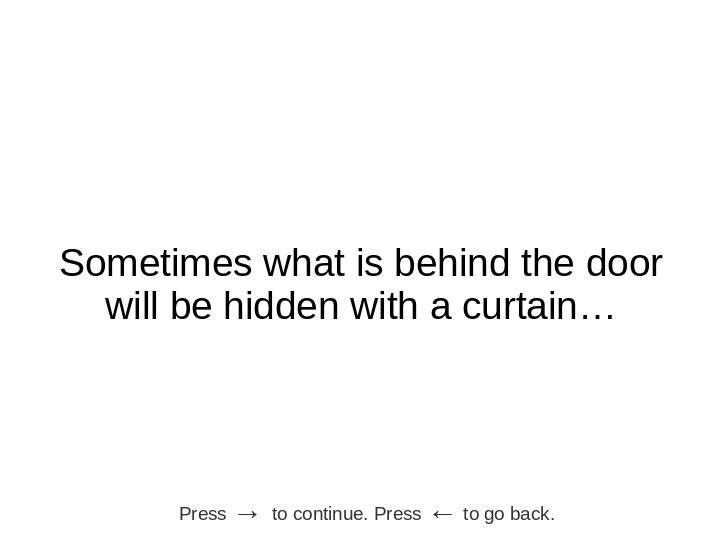 Sometimes what is behind the door
will be hidden with a curtain…
Press → to continue. Press ← to go back.